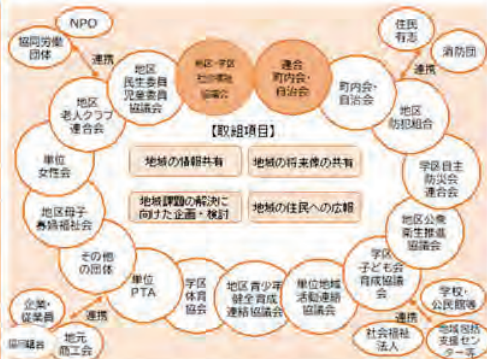 NPO
協同労働
団体
連携
地区
民生委員
児童委員
協議会
地区・学区
社会福祉
協議会
連合
町内会・
自治会
町内会・
自治会
住民
有志
消防団
連携
地区
老人クラブ
連合会
地区
防犯組合
単位
女性会
学区自主
防災会
連合会
地区母子
寡婦福祉会
地区公衆
衛生推進
協議会
その他
の団体
単位
PTA
学区
体育
協会
地区青少年
健全育成
連絡協議会
単位地域
活動連絡
協議会
学区
子ども会
育成協議
会
企業・
従業員
連携
地元
商工会
連携
学校・
公民館等
社会福祉
法人
地域包括
支援セン
ター等
【取組項目】
地域の情報共有
地域の将来像の共有
地域課題の解決に
向けた企画・検討
地域の住民への広報